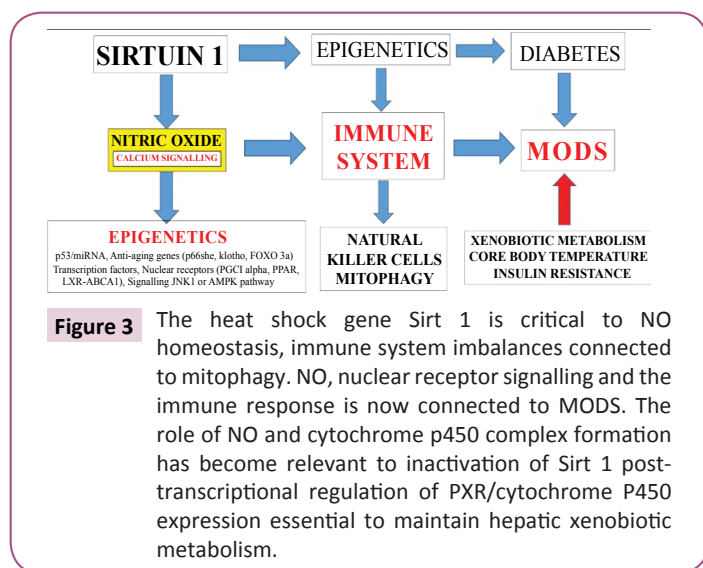 SIRTUIN 1
EPIGENETICS
DIABETES
NITRIC OXIDE
CALCIUM SIGNALLING
IMMUNE
SYSTEM
MODS
EPIGENETICS
p53/miRNA, Anti-aging genes (p66she, klotho, FOXO 3a)
Transcription factors, Nuclear receptors (PGCI alpha, PPAR,
LXR-ABCA1), Signalling JNK1 or AMPK pathway
NATURAL
KILLER CELLS
MITOPHAGY
XENOBIOTIC METABOLISM
CORE BODY TEMPERATURE
INSULIN RESISTANCE
Figure 3
The heat shock gene Sirt 1 is critical to NO
homeostasis, immune system imbalances connected
to mitophagy. NO, nuclear receptor signalling and the
immune response is now connected to MODS. The
role of NO and cytochrome p450 complex formation
has become relevant to inactivation of Sirt 1 post-
transcriptional regulation of PXR/cytochrome P450
expression essential to maintain hepatic xenobiotic
metabolism.